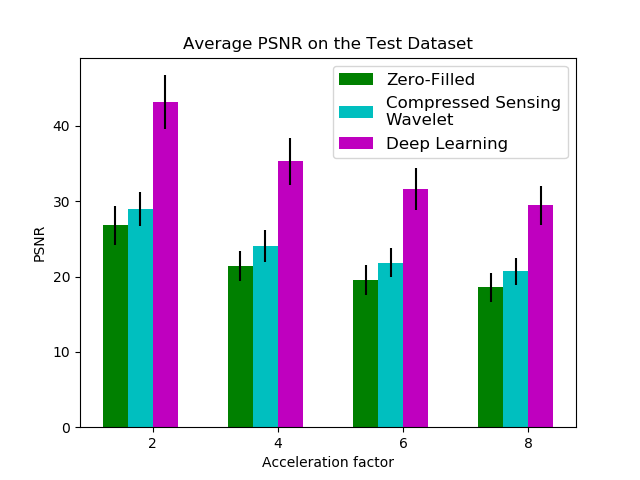 Average PSNR on the Test Dataset
Zero-Filled
Compressed Sensing
Wavelet
Deep Learning
PSNR
40
30
20
10
0
2 4 6 8
Acceleration factor